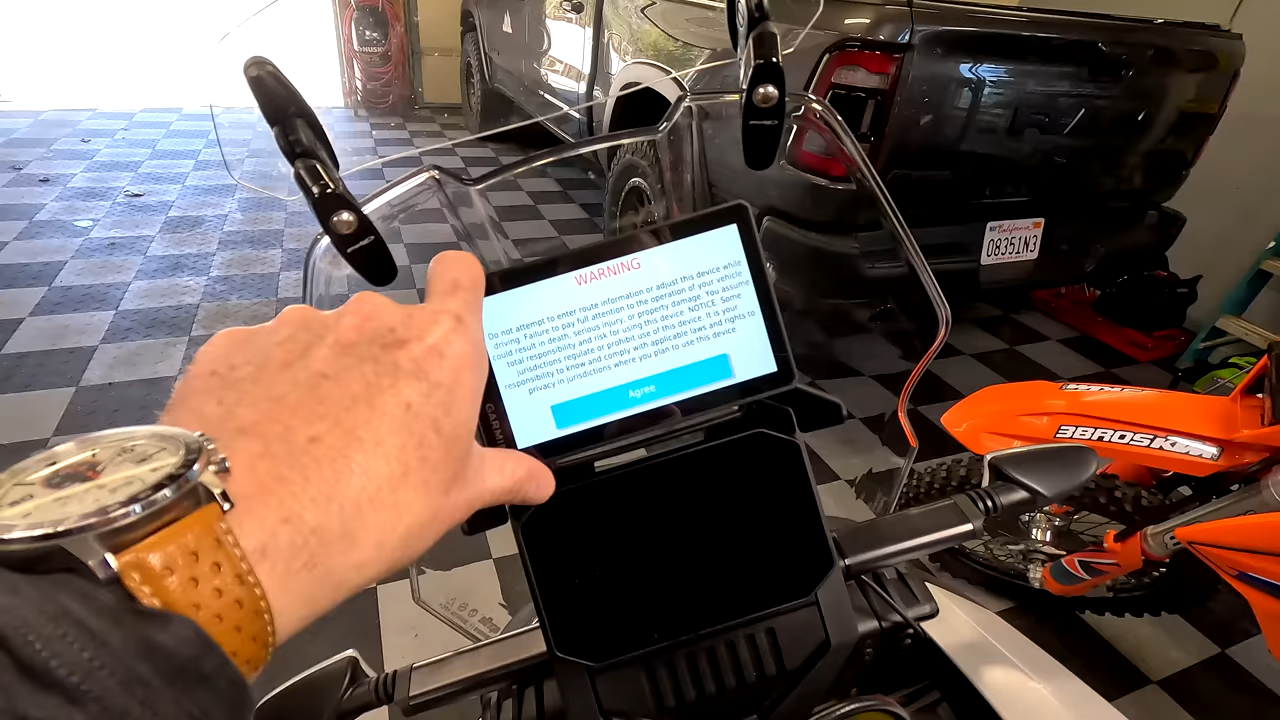 HUSKY
WARNING
Do not attempt to enter route information or adjust this device while
driving. Failure to pay full attention to the operation of your vehicle
could result in death, serious injury, or property damage. You assume
total responsibility and risk for using this device. NOTICE: Some
jurisdictions regulate or prohibit use of this device. It is your
responsibility to know and comply with applicable laws and rights to
privacy in jurisdictions where you plan to use this device.
Agree
GARMIN
California
08351N3
3BROSKTM